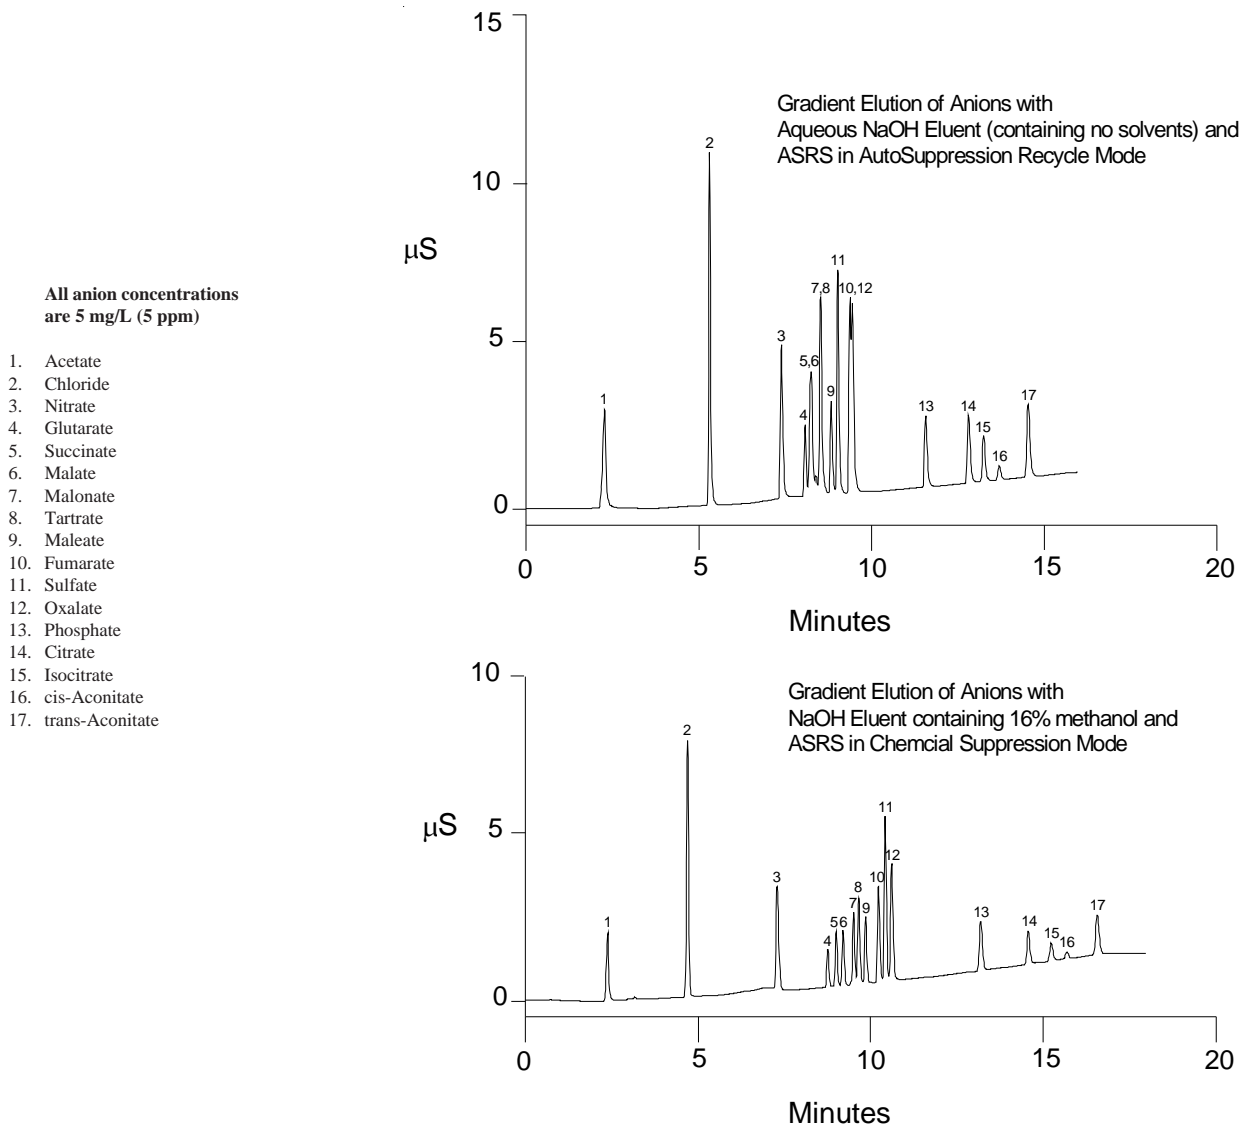 All anion concentrations
are 5 mg/L (5 ppm)
1. Acetate
2. Chloride
3. Nitrate
4. Glutarate
5. Succinate
6. Malate
7. Malonate
8. Tartrate
9. Maleate
10. Fumarate
11. Sulfate
12. Oxalate
13. Phosphate
14. Citrate
15. Isocitrate
16. cis-Aconitate
17. trans-Aconitate
15
10
5
0
μS
Gradient Elution of Anions with
Aqueous NaOH Eluent (containing no solvents) and
ASRS in AutoSuppression Recycle Mode
1
2
3
4
5,6
7,8
9
11
10,12
13
14
15
16
17
0 5 10 15 20
Minutes
10
5
0
μS
Gradient Elution of Anions with
NaOH Eluent containing 16% methanol and
ASRS in Chemcial Suppression Mode
1
2
3
4
5
6
7
8
9
10
11
12
13
14
15
16
17
0 5 10 15 20
Minutes